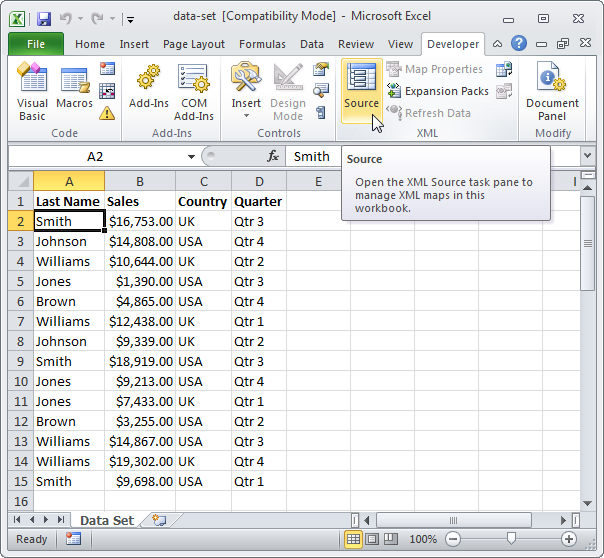 data-set [Compatibility Mode] - Microsoft Excel
File Home Insert Page Layout Formulas Data Review View Developer
Visual Basic
Macros
Code
Add-Ins
COM Add-Ins
Add-Ins
Insert
Design Mode
Controls
Source
Map Properties
Expansion Packs
Refresh Data
XML
Document Panel
Modify
A2 fx Smith
Source
Open the XML Source task pane to
manage XML maps in this
workbook.
A B C D E I
1 Last Name Sales Country Quarter
2 Smith $16,753.00 UK Qtr 3
3 Johnson $14,808.00 USA Qtr 4
4 Williams $10,644.00 UK Qtr 2
5 Jones $1,390.00 USA Qtr 3
6 Brown $4,865.00 USA Qtr 4
7 Williams $12,438.00 UK Qtr 1
8 Johnson $9,339.00 UK Qtr 2
9 Smith $18,919.00 USA Qtr 3
10 Jones $9,213.00 USA Qtr 4
11 Jones $7,433.00 UK Qtr 1
12 Brown $3,255.00 USA Qtr 2
13 Williams $14,867.00 USA Qtr 3
14 Williams $19,302.00 UK Qtr 4
15 Smith $9,698.00 USA Qtr 1
16
Data Set
Ready 100%